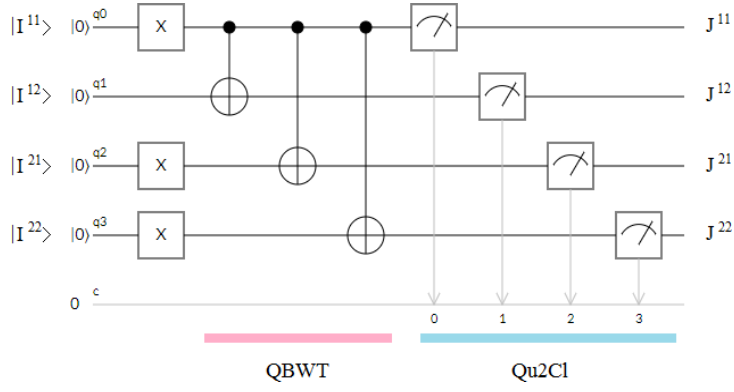 |I¹¹> |0⟩ q0 X J¹¹
|I¹²> |0⟩ q1 J¹²
|I²¹> |0⟩ q2 X J²¹
|I²²> |0⟩ q3 X J²²
0 c
0 1 2 3
QBWT Qu2Cl